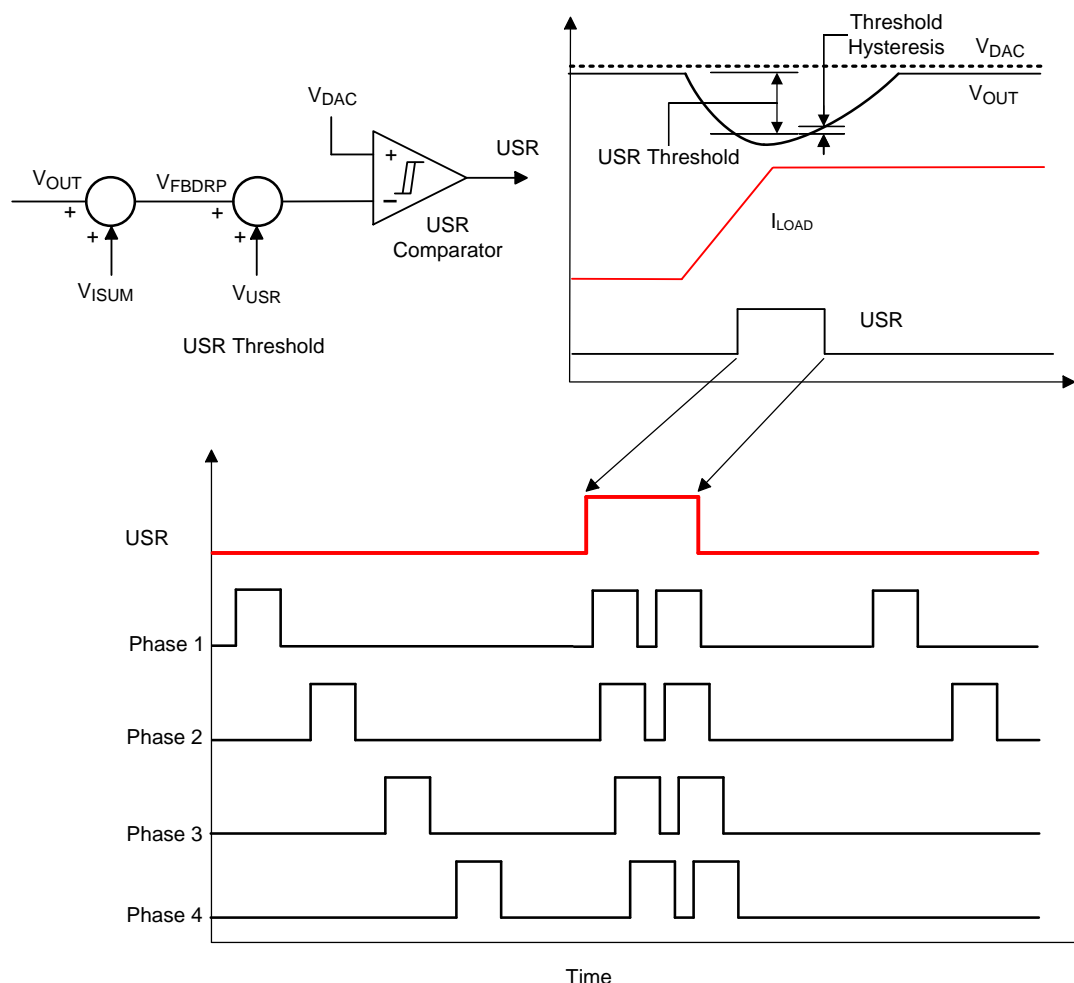 Threshold
Hysteresis
VDAC
VOUT
USR Threshold
ILOAD
USR
VDAC
USR
+
−
VOUT
VFBDRP
+
+
+
+
USR
Comparator
VISUM
VUSR
USR Threshold
USR
Phase 1
Phase 2
Phase 3
Phase 4
Time